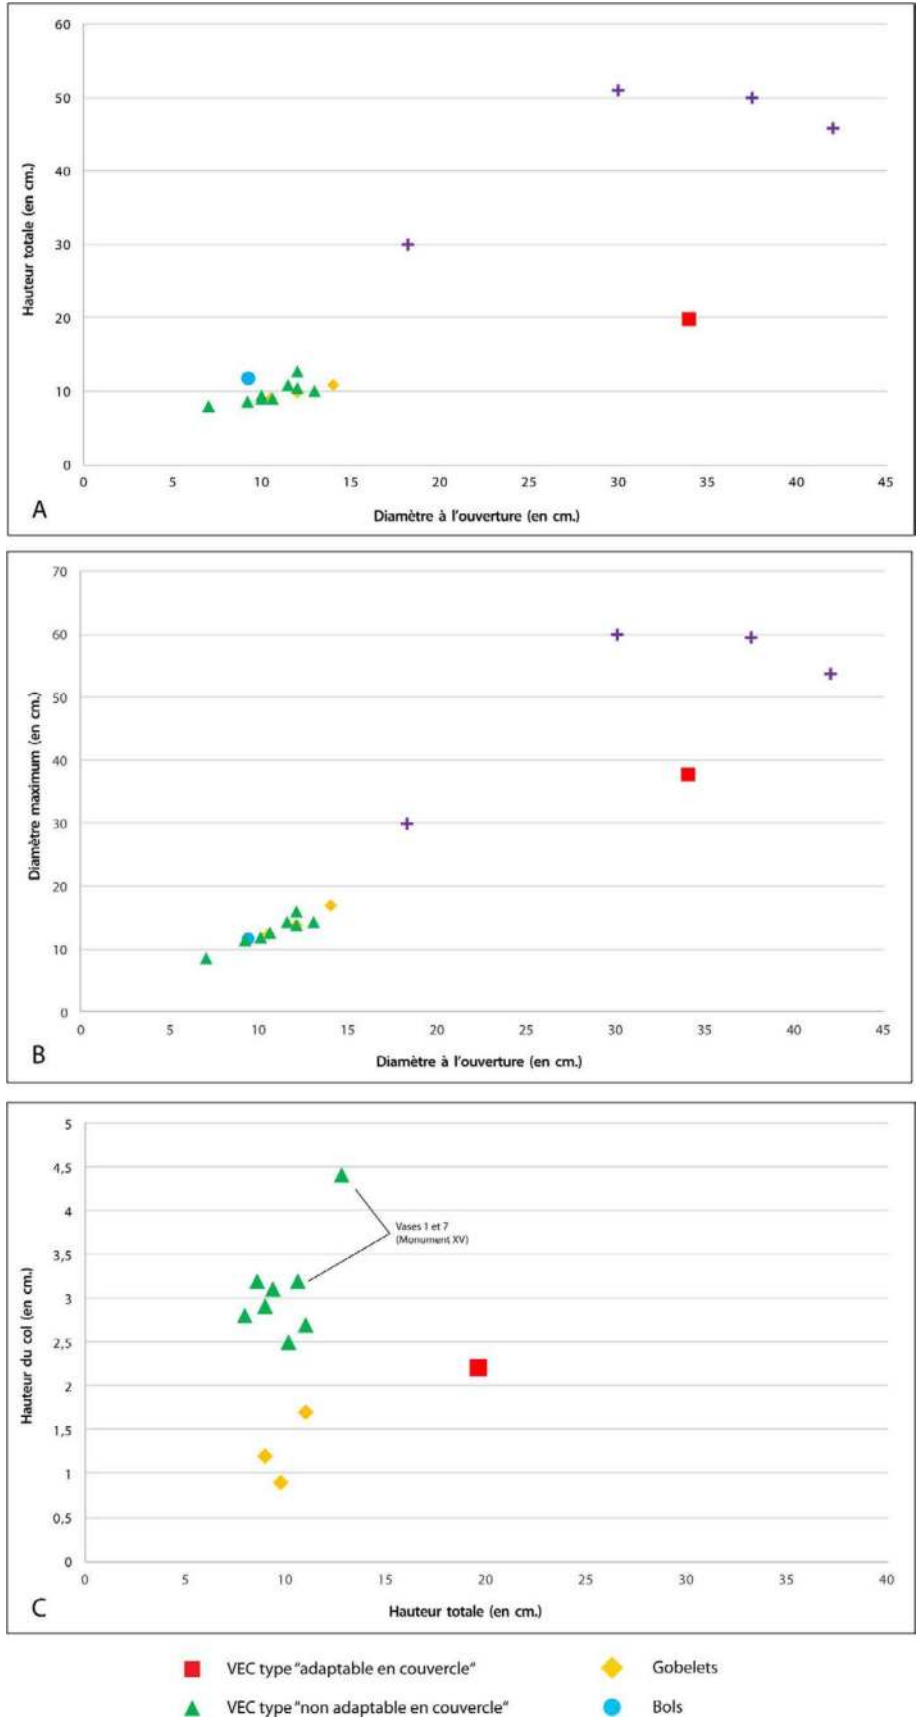 60
50
40
30
20
10
0
Hauteur totale (en cm.)
0 5 10 15 20 25 30 35 40 45
A
Diamètre à l'ouverture (en cm.)
70
60
50
40
30
20
10
0
Diamètre maximum (en cm.)
0 5 10 15 20 25 30 35 40 45
B
Diamètre à l'ouverture (en cm.)
5
4,5
4
3,5
3
2,5
2
1,5
1
0,5
0
Hauteur du col (en cm.)
Vases 1 et 7
(Monument XV)
0 5 10 15 20 25 30 35 40
C
Hauteur totale (en cm.)
VEC type "adaptable en couvercle"
Gobelets
VEC type "non adaptable en couvercle"
Bols